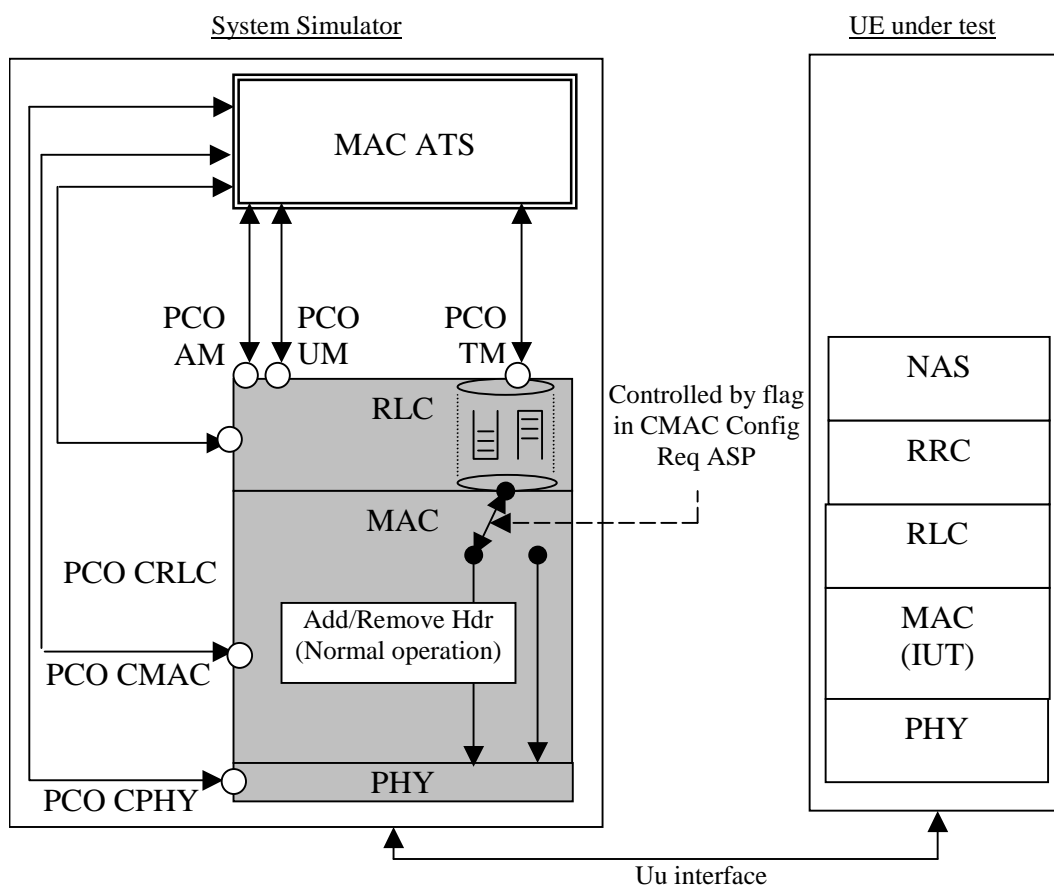 System Simulator
UE under test
MAC ATS
PCO
AM
PCO
UM
PCO
TM
RLC
Controlled by flag
in CMAC Config
Req ASP
MAC
PCO CRLC
Add/Remove Hdr
(Normal operation)
PCO CMAC
PHY
PCO CPHY
NAS
RRC
RLC
MAC
(IUT)
PHY
Uu interface